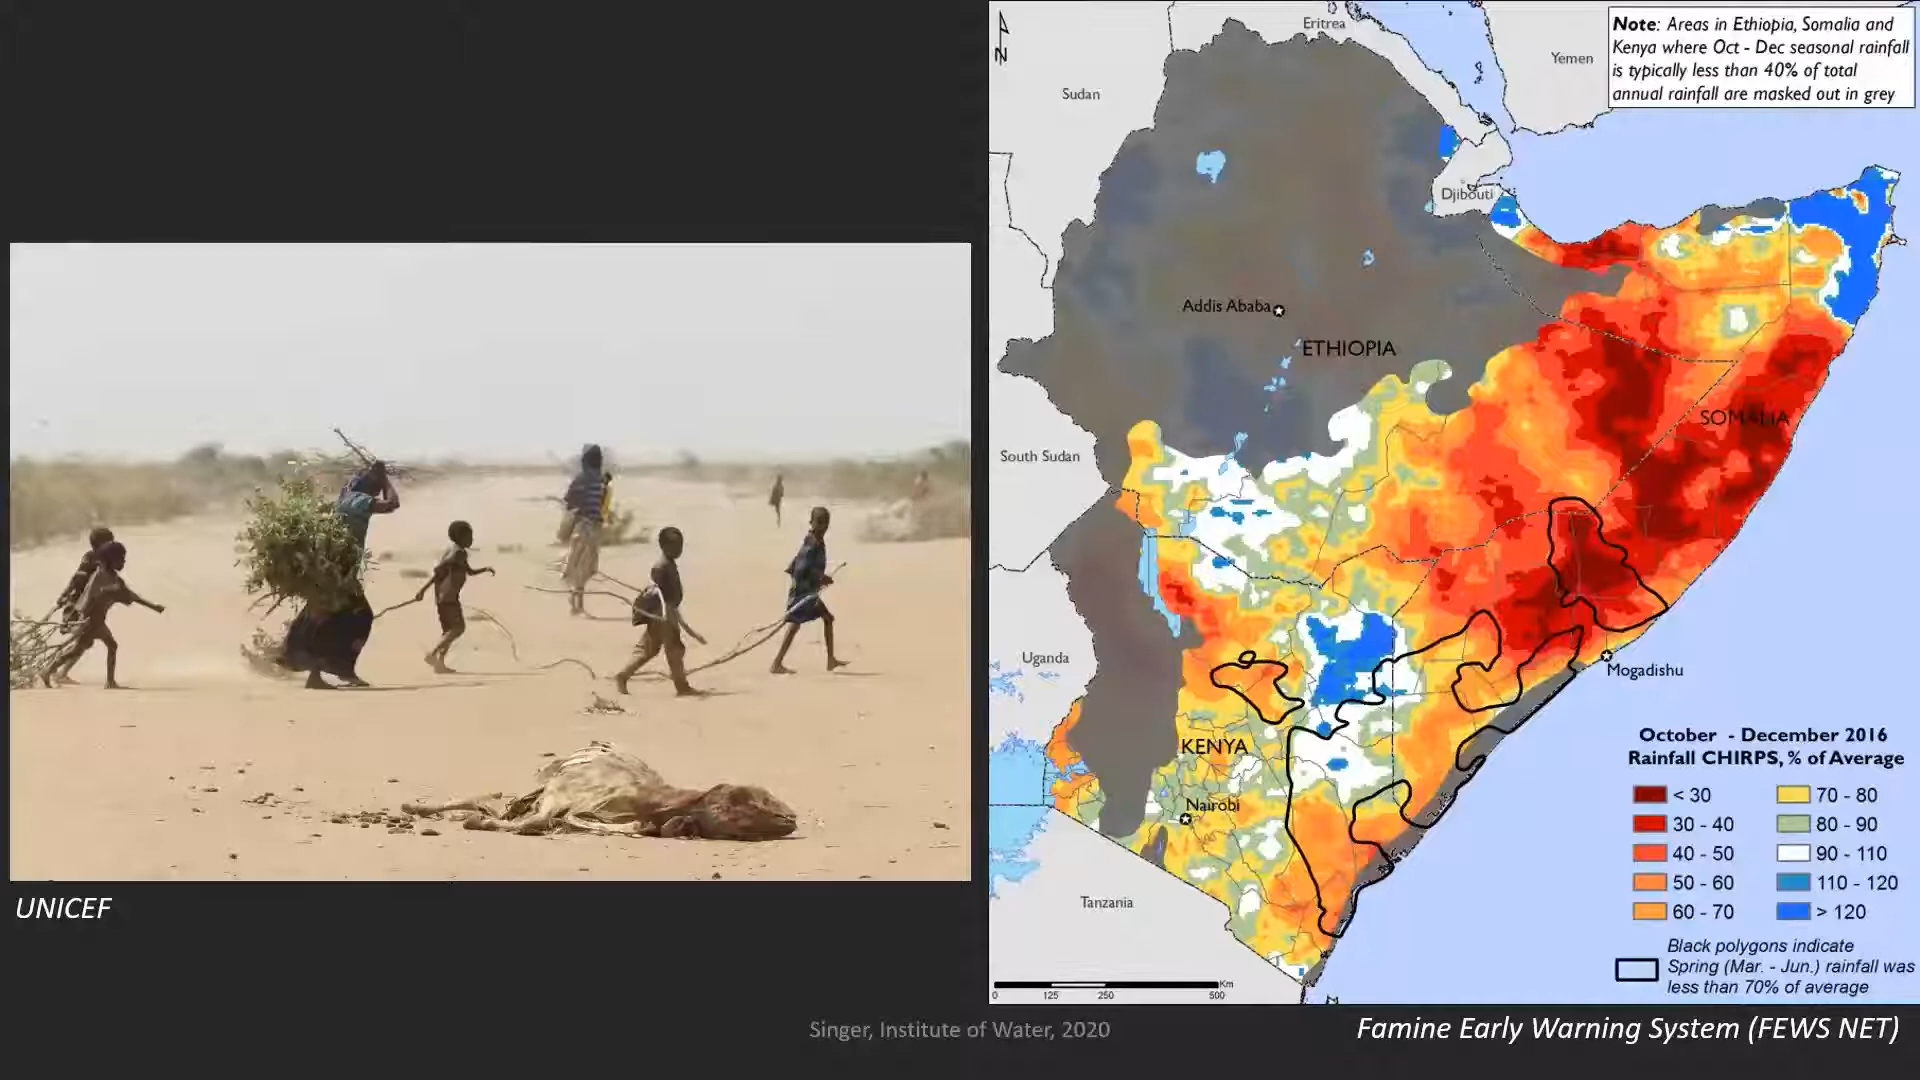 Eritrea
Yemen
Note: Areas in Ethiopia, Somalia and
Kenya where Oct - Dec seasonal rainfall
is typically less than 40% of total
annual rainfall are masked out in grey
Sudan
Djibouti
Addis Ababa
ETHIOPIA
SOMALIA
South Sudan
Uganda
Mogadishu
KENYA
Nairobi
Tanzania
October - December 2016
Rainfall CHIRPS, % of Average
< 30
30 - 40
40 - 50
50 - 60
60 - 70
70 - 80
80 - 90
90 - 110
110 - 120
> 120
Black polygons indicate
Spring (Mar. - Jun.) rainfall was
less than 70% of average
N
Km
0 125 250 500
UNICEF
Singer, Institute of Water, 2020
Famine Early Warning System (FEWS NET)